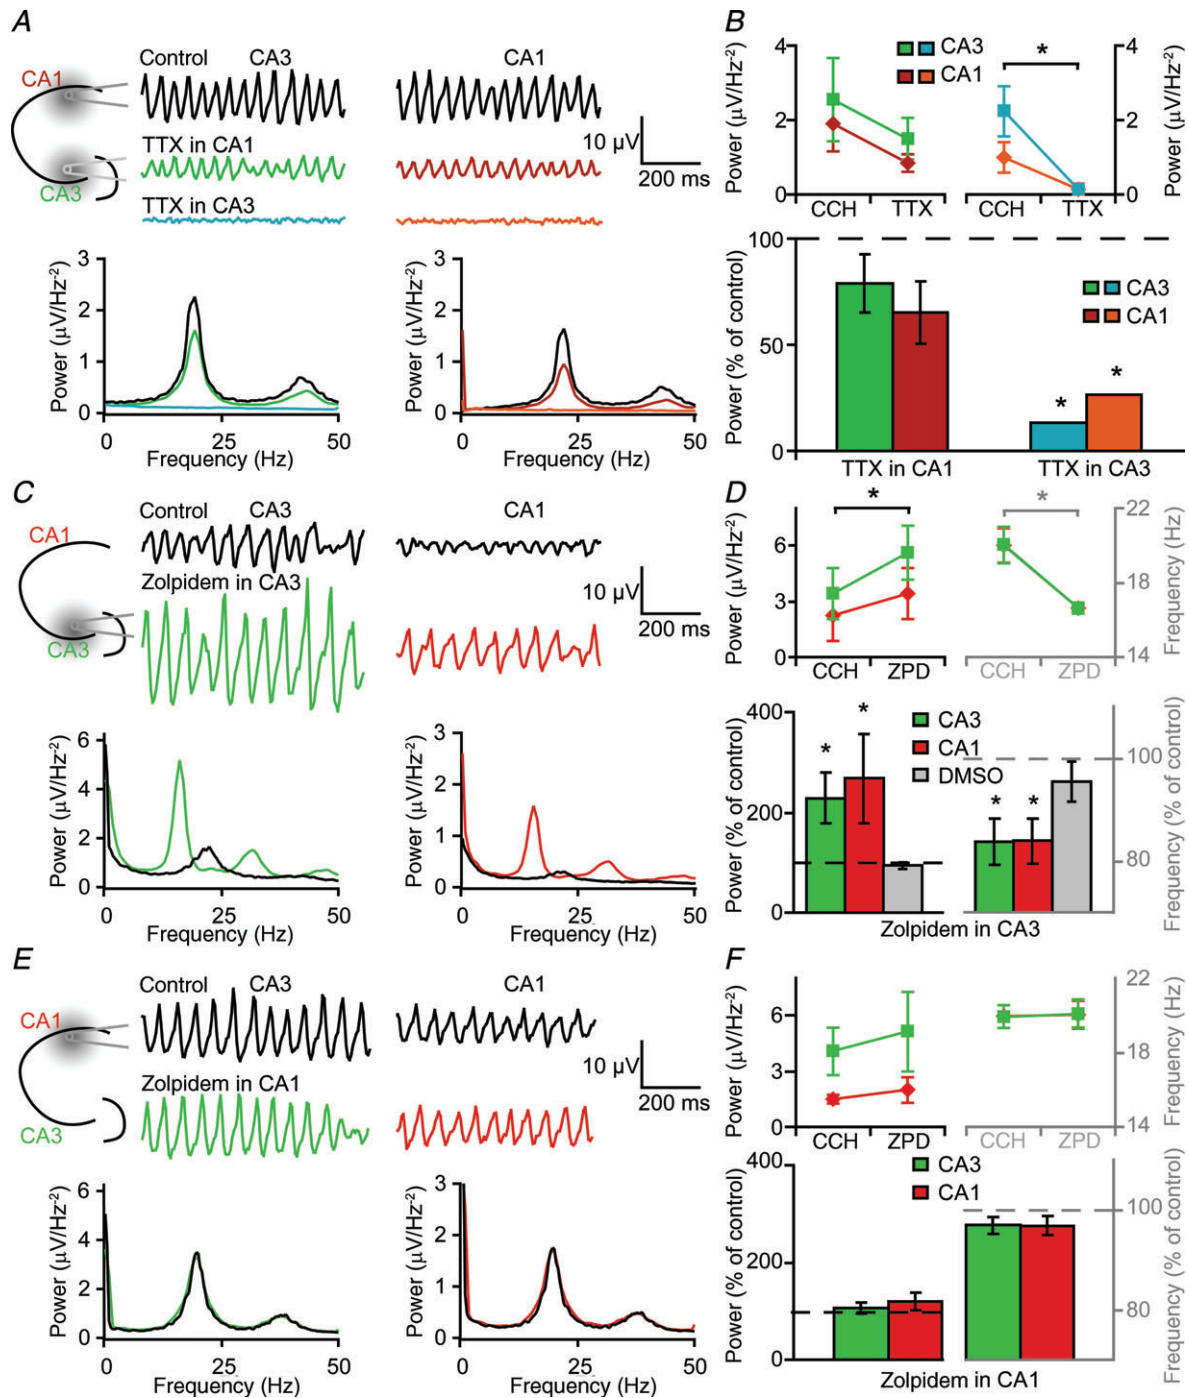 A
CA1
CA3
Control CA3
CA1
TTX in CA1
TTX in CA3
10 µV
200 ms
Power (µV/Hz-2)
3
2
1
0
0 25 50
Frequency (Hz)
Power (µV/Hz-2)
3
2
1
0
0 25 50
Frequency (Hz)
B
Power (µV/Hz-2)
4
2
0
CA3
CA1
CCH TTX
*
CCH TTX
4
2
0
Power (µV/Hz-2)
Power (% of control)
100
50
0
CA3
CA1
* *
TTX in CA1 TTX in CA3
C
CA1
CA3
Control CA3
CA1
Zolpidem in CA3
10 µV
200 ms
Power (µV/Hz-2)
6
4
2
0
0 25 50
Frequency (Hz)
Power (µV/Hz-2)
3
2
1
0
0 25 50
Frequency (Hz)
D
Power (µV/Hz-2)
6
3
0
*
CCH ZPD
*
CCH ZPD
22
18
14
Frequency (Hz)
Power (% of control)
400
200
0
* *
CA3
CA1
DMSO
* *
100
80
Frequency (% of control)
Zolpidem in CA3
E
CA1
CA3
Control CA3
CA1
Zolpidem in CA1
10 µV
200 ms
Power (µV/Hz-2)
6
4
2
0
0 25 50
Frequency (Hz)
Power (µV/Hz-2)
3
2
1
0
0 25 50
Frequency (Hz)
F
Power (µV/Hz-2)
6
3
0
CCH ZPD
CCH ZPD
22
18
14
Frequency (Hz)
Power (% of control)
400
200
0
CA3
CA1
100
80
Frequency (% of control)
Zolpidem in CA1